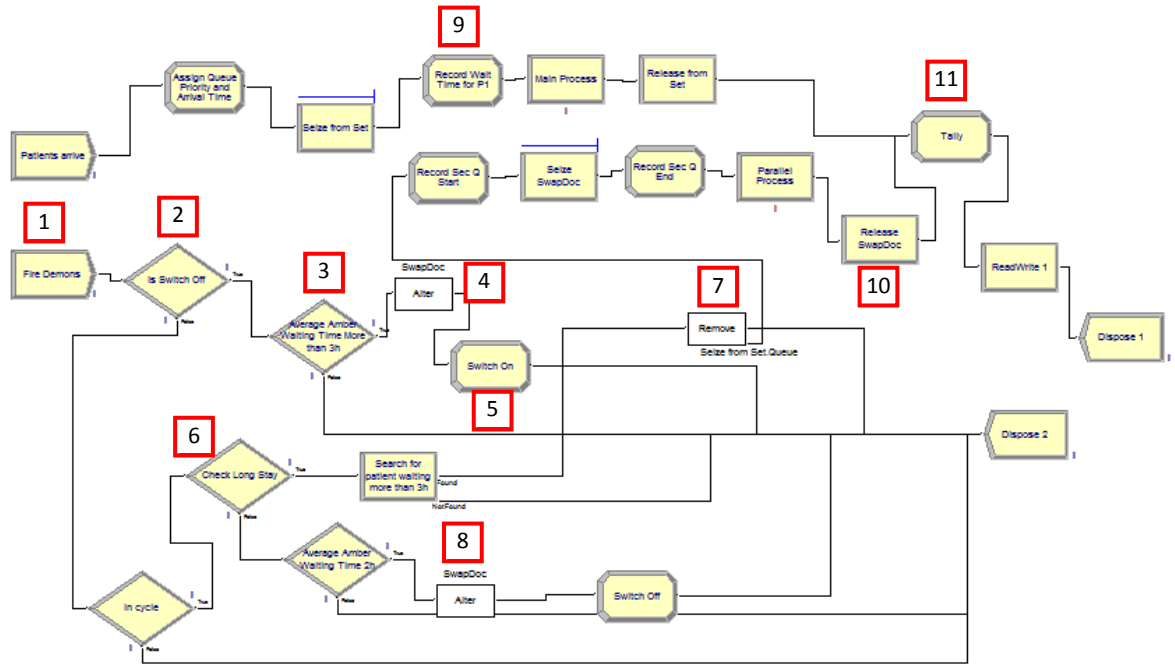 9
Assign Queue
Priority and
Arrival Time
Record Wait
Time for P1
Main Process
Release from
Set
11
Seize from Set
Tally
Patients arrive
Record Sec Q
Start
Seize
SwapDoc
Record Sec Q
End
Parallel
Process
Release
SwapDoc
10
1
2
Fire Demons
Is Switch Off
True
False
3
SwapDoc
Alter
4
7
ReadWrite 1
Average Amber
Waiting Time More
than 3h
True
False
Remove
Seize from Set.Queue
Dispose 1
Switch On
5
6
Dispose 2
Check Long Stay
True
False
Search for
patient waiting
more than 3h
Found
NotFound
8
Average Amber
Waiting Time 2h
True
False
SwapDoc
Alter
Switch Off
In cycle
True
False